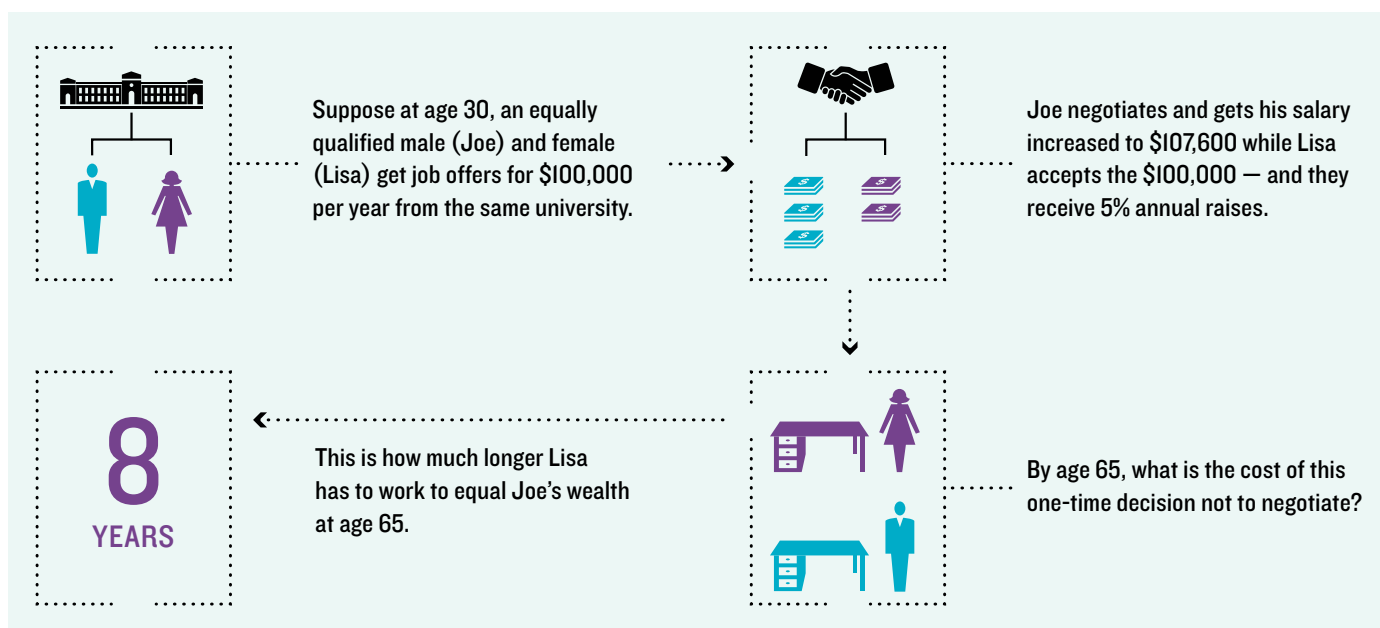 Suppose at age 30, an equally
qualified male (Joe) and female
(Lisa) get job offers for $100,000
per year from the same university.
$ $
$ $
$
Joe negotiates and gets his salary
increased to $107,600 while Lisa
accepts the $100,000 — and they
receive 5% annual raises.
By age 65, what is the cost of this
one-time decision not to negotiate?
This is how much longer Lisa
has to work to equal Joe's wealth
at age 65.
8
YEARS